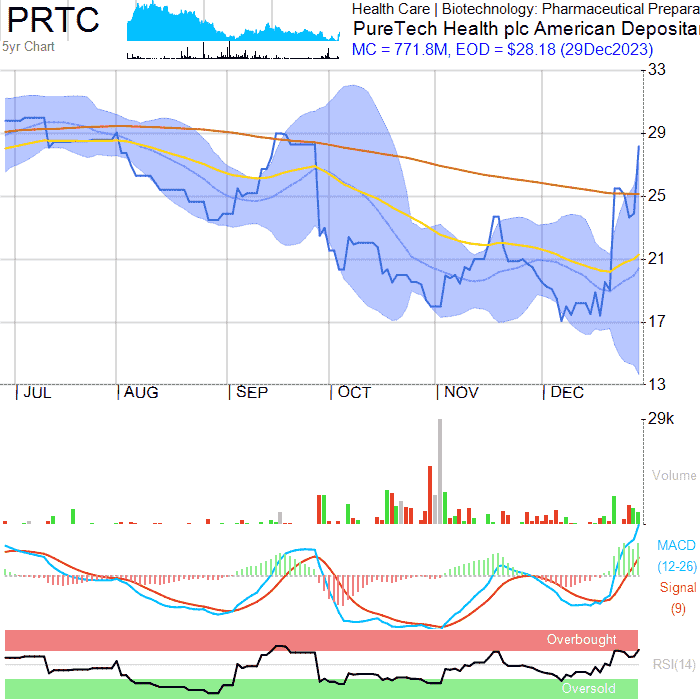 PRTC
5yr Chart
Health Care | Biotechnology: Pharmaceutical Prepara
PureTech Health plc American Depositar
MC = 771.8M, EOD = $28.18 (29Dec2023)
33
29
25
21
17
13
JUL
AUG
SEP
OCT
NOV
DEC
29k
Volume
MACD
(12-26)
Signal
(9)
Overbought
RSI(14)
Oversold